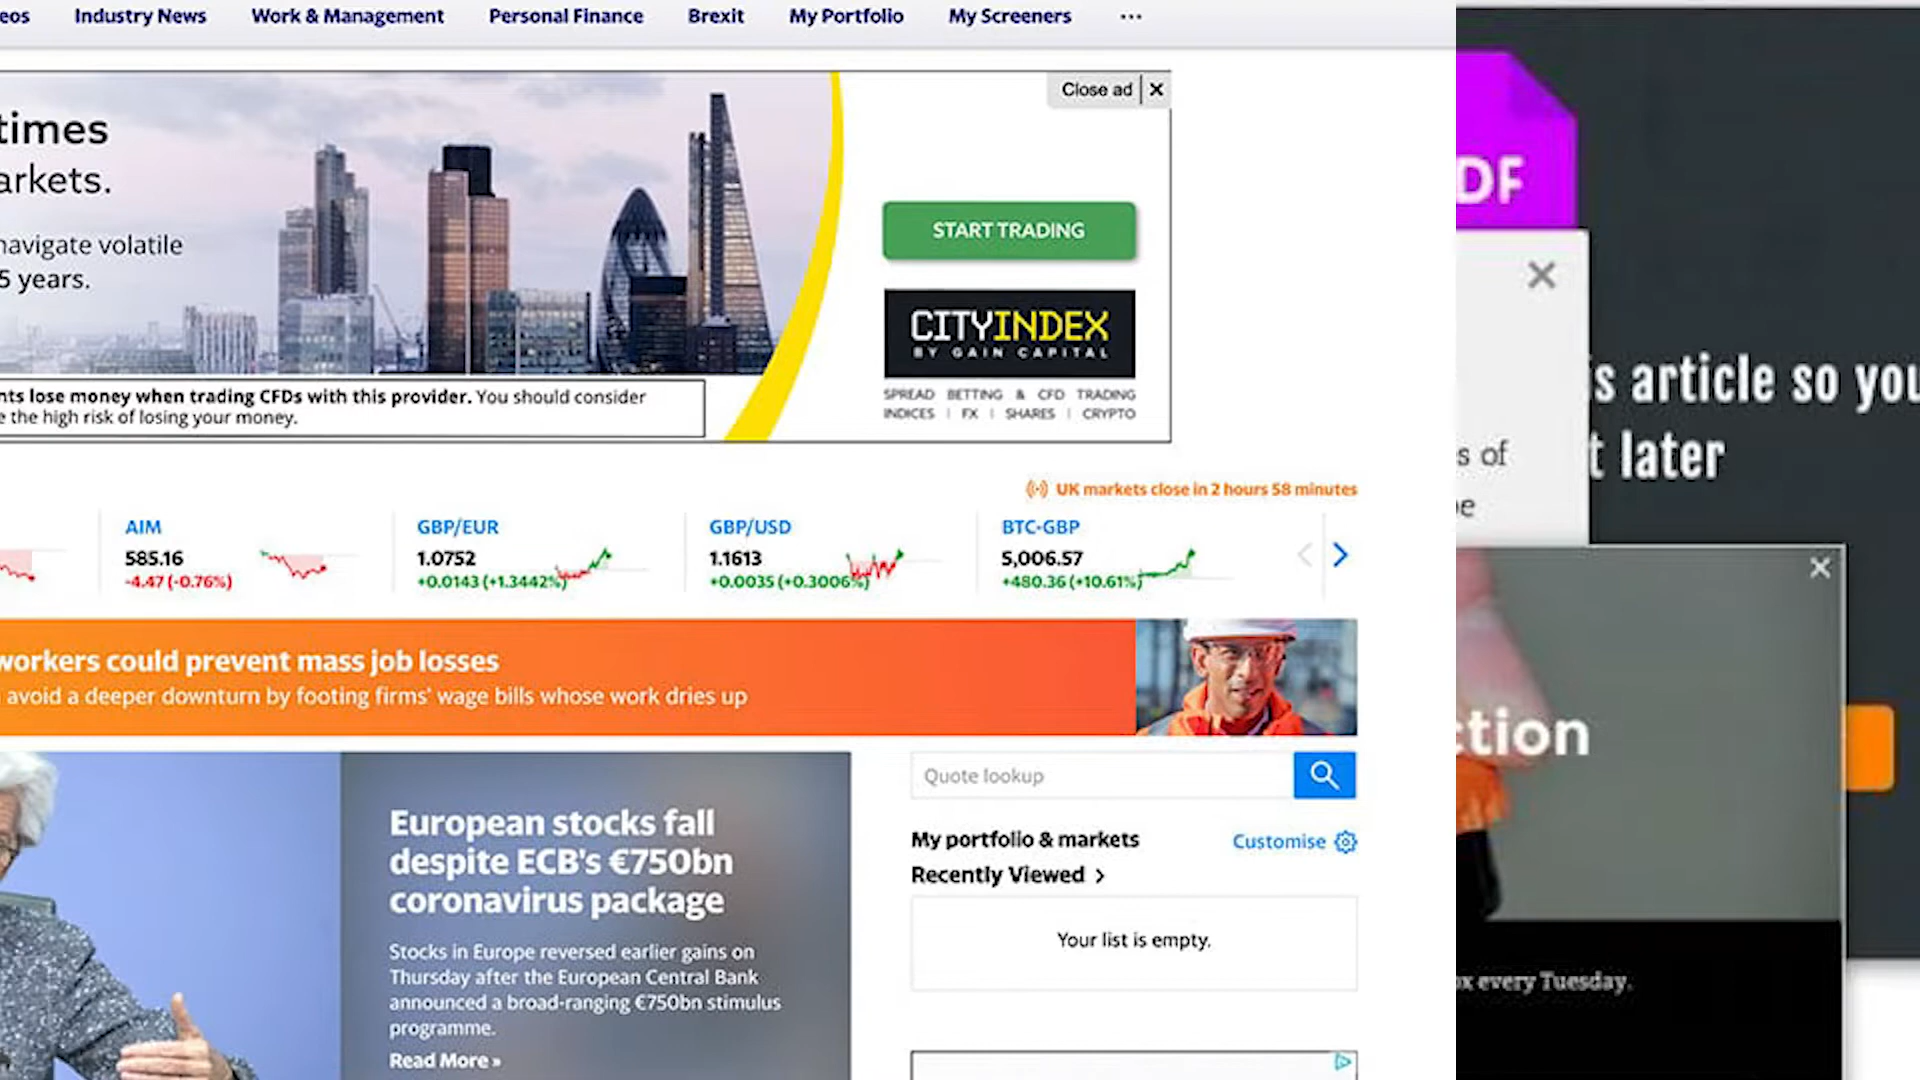 Industry News
Work & Management
Personal Finance
Brexit
My Portfolio
My Screeners
Close ad
times
navigate volatile
5 years.
START TRADING
CITYINDEX
BY GAIN CAPITAL
SPREAD BETTING & CFD TRADING
INDICES | FX | SHARES | CRYPTO
lose money when trading CFDs with this provider. You should consider
the high risk of losing your money.
UK markets close in 2 hours 58 minutes
AIM
585.16
-4.47 (-0.76%)
GBP/EUR
1.0752
+0.0143 (+1.3442%)
GBP/USD
1.1613
+0.0035 (+0.3006%)
BTC-GBP
5,006.57
+480.36 (+10.61%)
workers could prevent mass job losses
avoid a deeper downturn by footing firms' wage bills whose work dries up
European stocks fall
despite ECB's €750bn
coronavirus package
Stocks in Europe reversed earlier gains on
Thursday after the European Central Bank
announced a broad-ranging €750bn stimulus
programme.
Read More »
Quote lookup
My portfolio & markets
Customise
Recently Viewed >
Your list is empty.
article so you
later
of
every Tuesday.